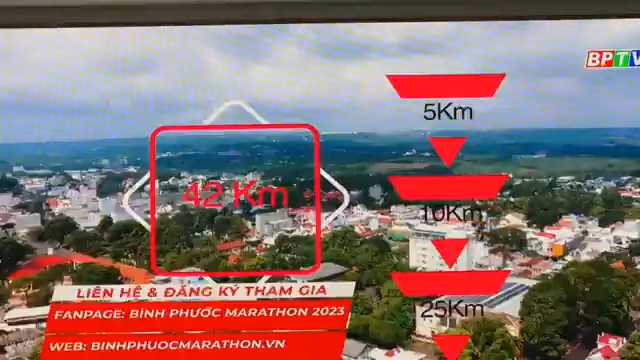 BPTV
5Km
42 Km
10Km
25Km
LIÊN HỆ & ĐĂNG KÝ THAM GIA
FANPAGE: BÌNH PHƯỚC MARATHON 2023
WEB: BINHPHUOCMARATHON.VN